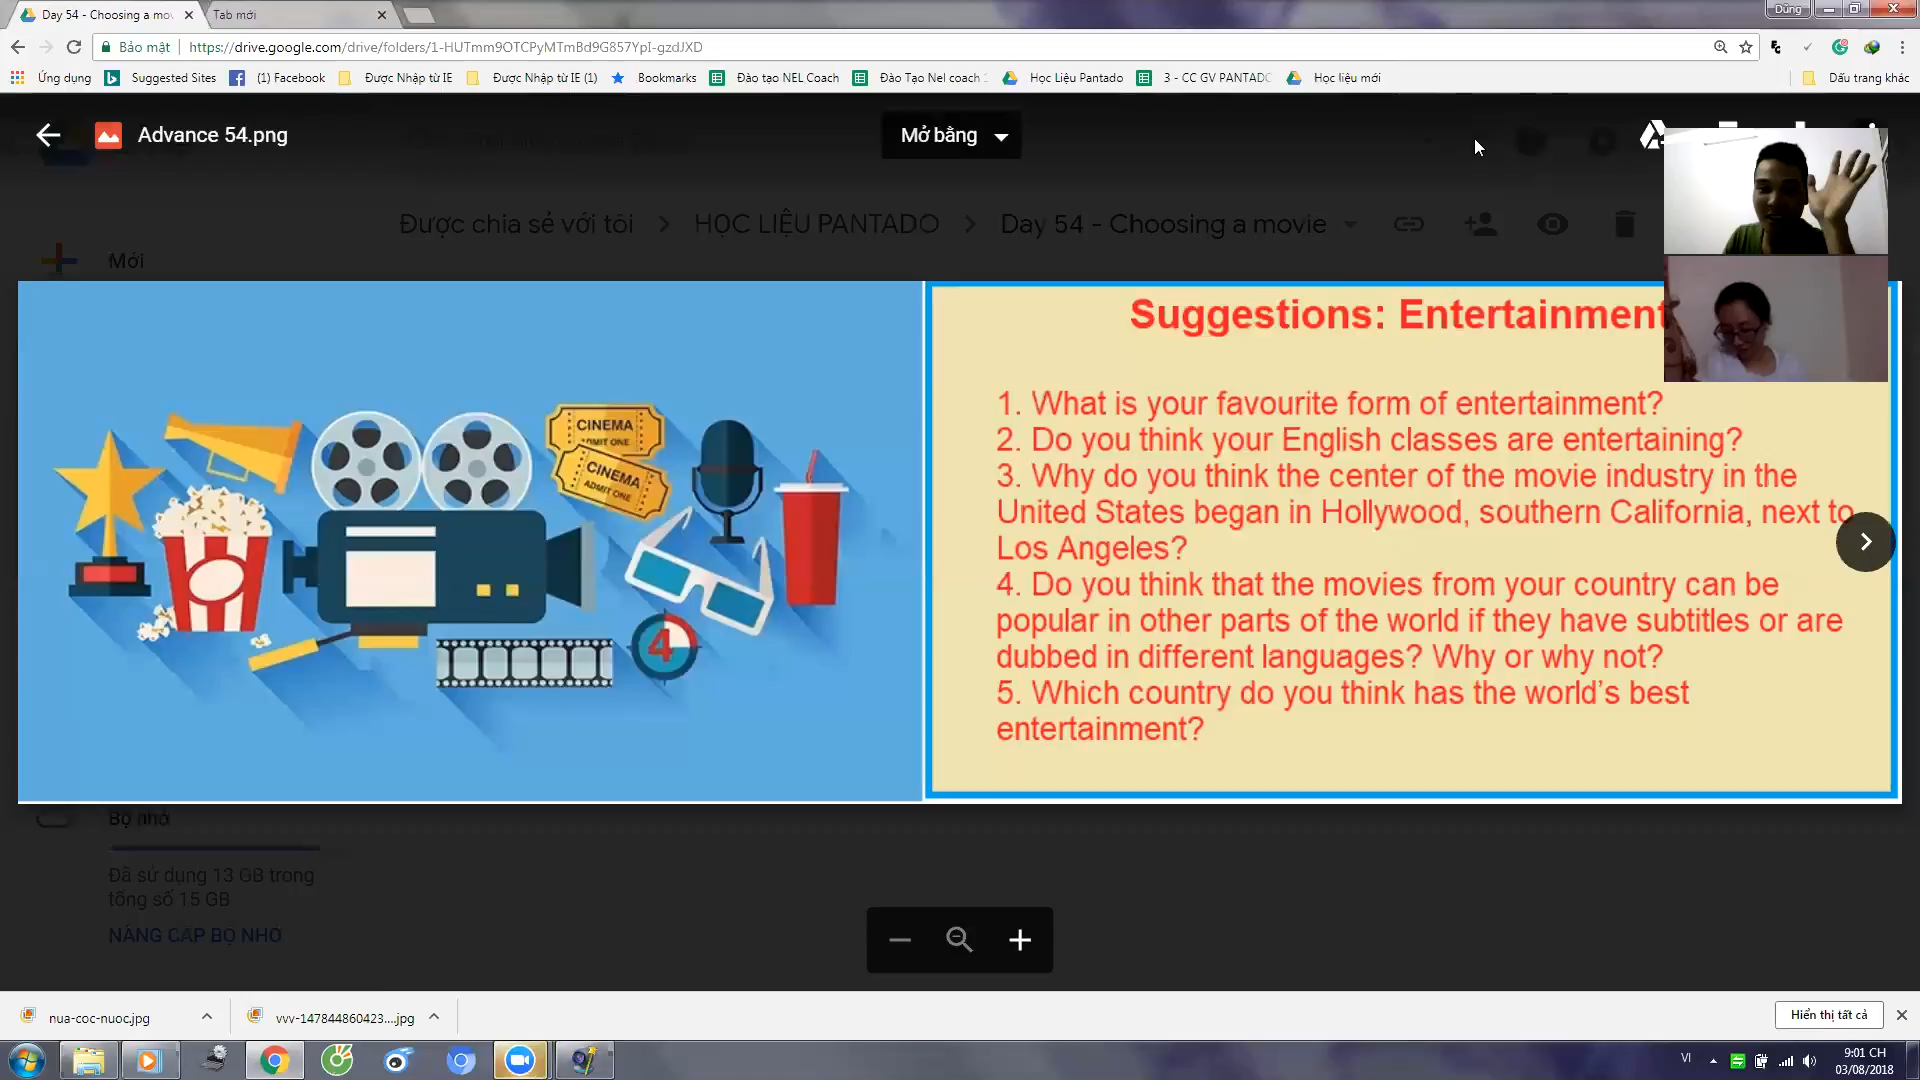 Day 54 - Choosing a mo
Tab mới
Dũng
Bảo mật
https://drive.google.com/drive/folders/1-HUTmm9OTCPyMTmBd9G857YpI-gzdJXD
Ứng dụng
Suggested Sites
(1) Facebook
Được Nhập từ IE
Được Nhập từ IE (1)
Bookmarks
Đào tạo NEL Coach
Đào Tạo Nel coach
Học Liệu Pantado
3 - CC GV PANTADO
Học liệu mới
Dấu trang khác
Advance 54.png
Mở bằng
Được chia sẻ với tôi
HỌC LIỆU PANTADO
Day 54 - Choosing a movie
Mới
CINEMA
ADMIT ONE
CINEMA
ADMIT ONE
4
Suggestions: Entertainment
1. What is your favourite form of entertainment?
2. Do you think your English classes are entertaining?
3. Why do you think the center of the movie industry in the
United States began in Hollywood, southern California, next to
Los Angeles?
4. Do you think that the movies from your country can be
popular in other parts of the world if they have subtitles or are
dubbed in different languages? Why or why not?
5. Which country do you think has the world’s best
entertainment?
Bộ nhớ
Đã sử dụng 13 GB trong
tổng số 15 GB
NÂNG CẤP BỘ NHỚ
nua-coc-nuoc.jpg
vvv-147844860423....jpg
Hiển thị tất cả
VI
9:01 CH
03/08/2018